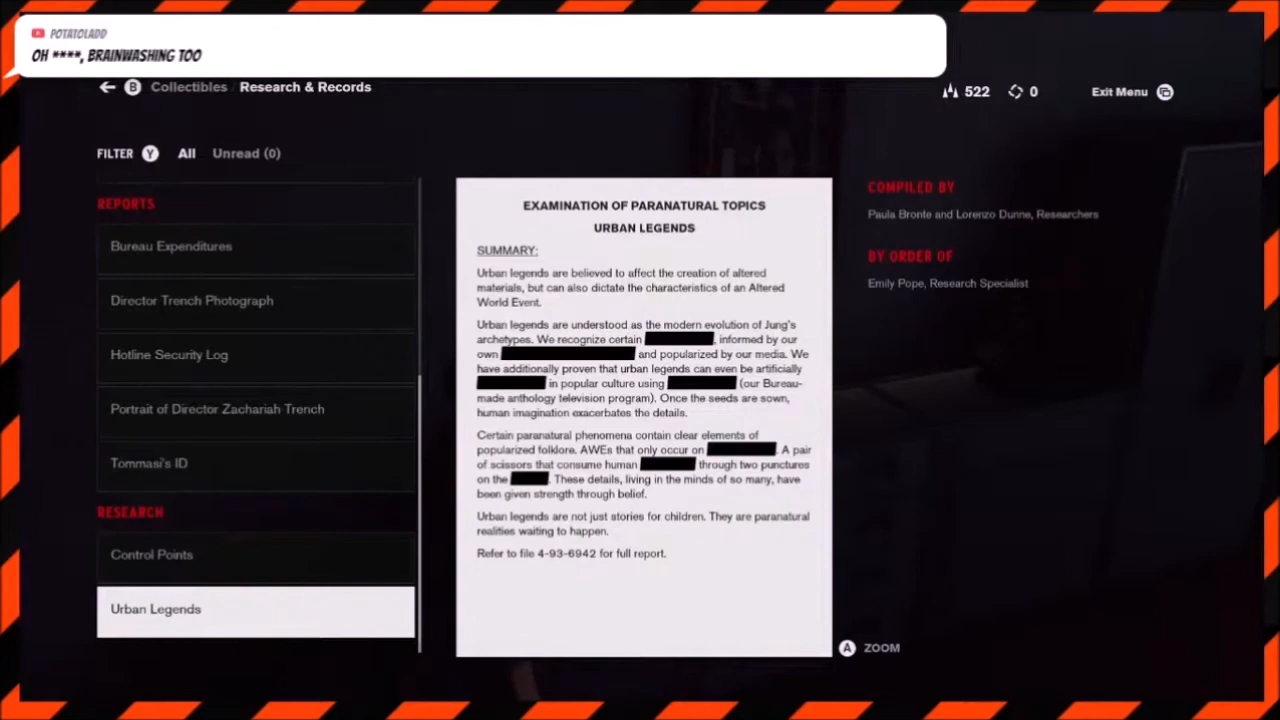 POTATOLADD
OH ****, BRAINWASHING TOO
B Collectibles / Research & Records
522 0 Exit Menu
FILTER Y All Unread (0)
REPORTS
Bureau Expenditures
Director Trench Photograph
Hotline Security Log
Portrait of Director Zachariah Trench
Tommasi's ID
RESEARCH
Control Points
Urban Legends
EXAMINATION OF PARANATURAL TOPICS
URBAN LEGENDS
SUMMARY:
Urban legends are believed to affect the creation of altered
materials, but can also dictate the characteristics of an Altered
World Event.
Urban legends are understood as the modern evolution of Jung's
archetypes. We recognize certain , informed by our
own and popularized by our media. We
have additionally proven that urban legends can even be artificially
in popular culture using (our Bureau-
made anthology television program). Once the seeds are sown,
human imagination exacerbates the details.
Certain paranatural phenomena contain clear elements of
popularized folklore. AWEs that only occur on . A pair
of scissors that consume human through two punctures
on the . These details, living in the minds of so many, have
been given strength through belief.
Urban legends are not just stories for children. They are paranatural
realities waiting to happen.
Refer to file 4-93-6942 for full report.
A ZOOM
COMPILED BY
Paula Bronte and Lorenzo Dunne, Researchers
BY ORDER OF
Emily Pope, Research Specialist